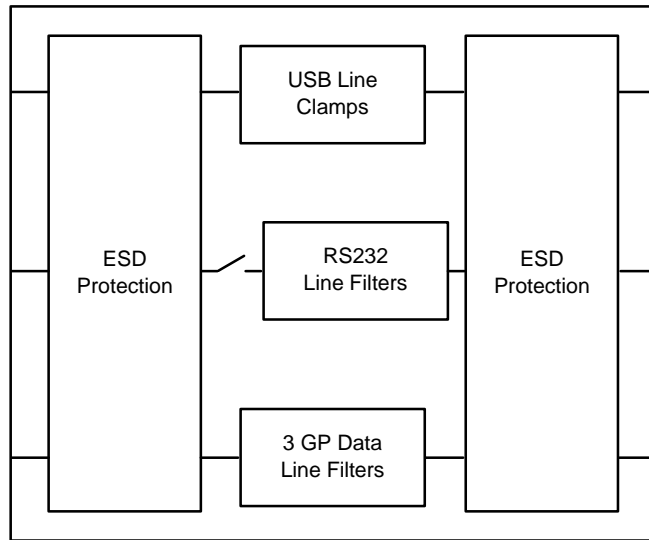 USB Line
Clamps
ESD
Protection
RS232
Line Filters
ESD
Protection
3 GP Data
Line Filters